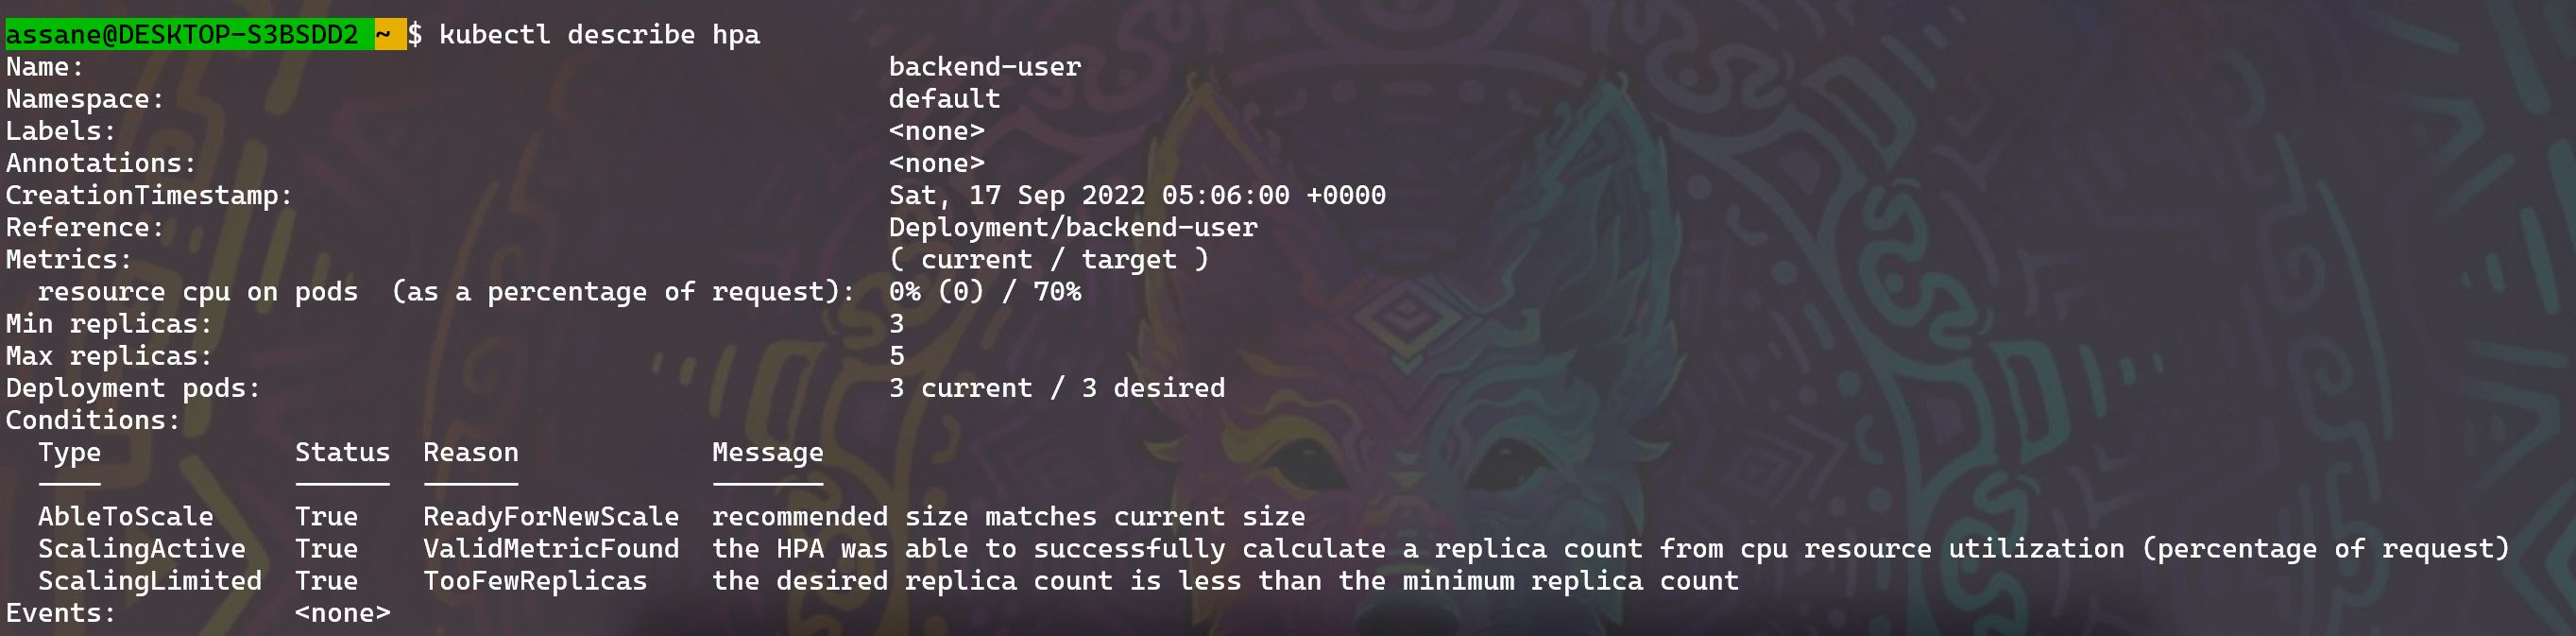 assane@DESKTOP-S3BSDD2 ~ $ kubectl describe hpa
Name:                                                  backend-user
Namespace:                                             default
Labels:                                                <none>
Annotations:                                           <none>
CreationTimestamp:                                     Sat, 17 Sep 2022 05:06:00 +0000
Reference:                                             Deployment/backend-user
Metrics:                                               ( current / target )
  resource cpu on pods  (as a percentage of request):  0% (0) / 70%
Min replicas:                                          3
Max replicas:                                          5
Deployment pods:                                       3 current / 3 desired
Conditions:
  Type            Status  Reason            Message
  ----            ------  ------            -------
  AbleToScale     True    ReadyForNewScale  recommended size matches current size
  ScalingActive   True    ValidMetricFound  the HPA was able to successfully calculate a replica count from cpu resource utilization (percentage of request)
  ScalingLimited  True    TooFewReplicas    the desired replica count is less than the minimum replica count
Events:           <none>